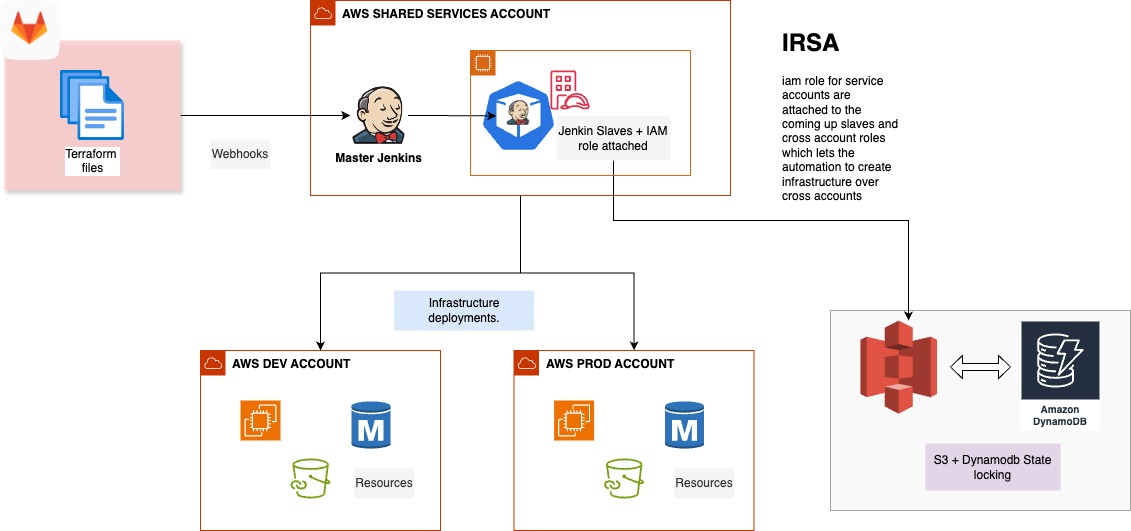 AWS SHARED SERVICES ACCOUNT
IRSA
iam role for service
accounts are
attached to the
coming up slaves and
cross account roles
which lets the
automation to create
infrastructure over
cross accounts
Terraform
files
Webhooks
Master Jenkins
Jenkin Slaves + IAM
role attached
Infrastructure
deployments.
AWS DEV ACCOUNT
M
Resources
AWS PROD ACCOUNT
M
Resources
Amazon
DynamoDB
S3 + Dynamodb State
locking